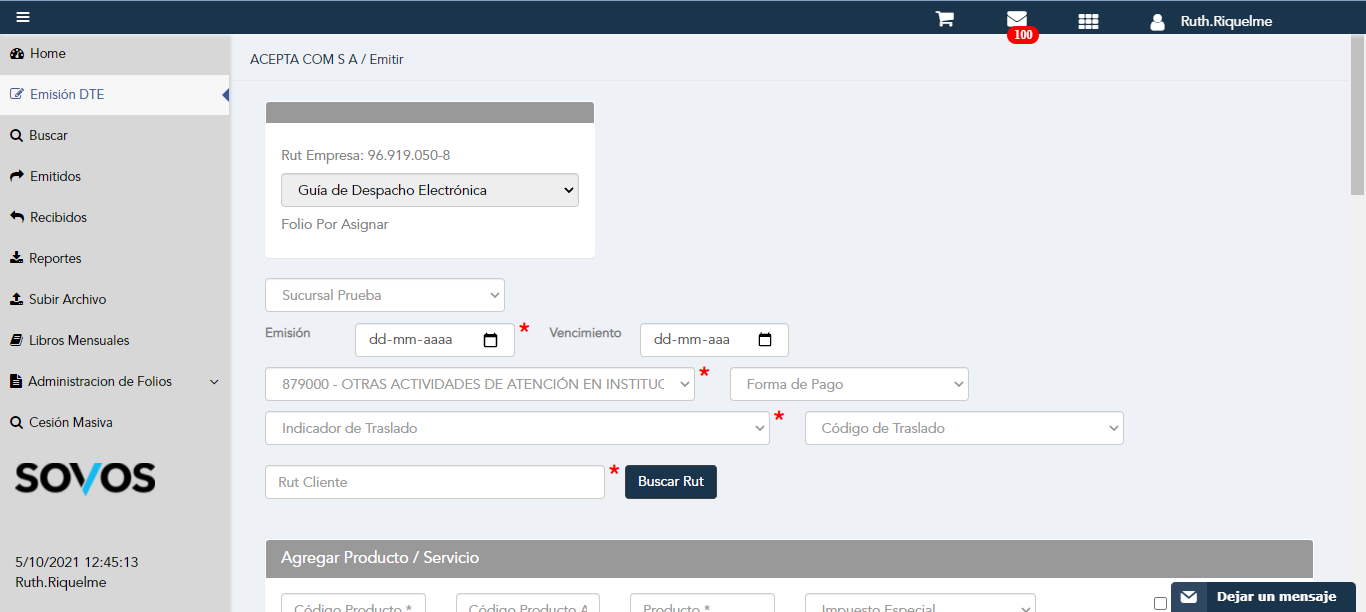 100
Ruth.Riquelme
Home
Emisión DTE
Buscar
Emitidos
Recibidos
Reportes
Subir Archivo
Libros Mensuales
Administracion de Folios
Cesión Masiva
SOVOS
5/10/2021 12:45:13
Ruth.Riquelme
ACEPTA COM S A / Emitir
Rut Empresa: 96.919.050-8
Guía de Despacho Electrónica
Folio Por Asignar
Sucursal Prueba
Emisión dd-mm-aaaa * Vencimiento dd-mm-aaa
879000 - OTRAS ACTIVIDADES DE ATENCIÓN EN INSTITUC * Forma de Pago
Indicador de Traslado * Código de Traslado
Rut Cliente * Buscar Rut
Agregar Producto / Servicio
Código Producto * Código Producto A Producto * Impuesto Especial
Dejar un mensaje